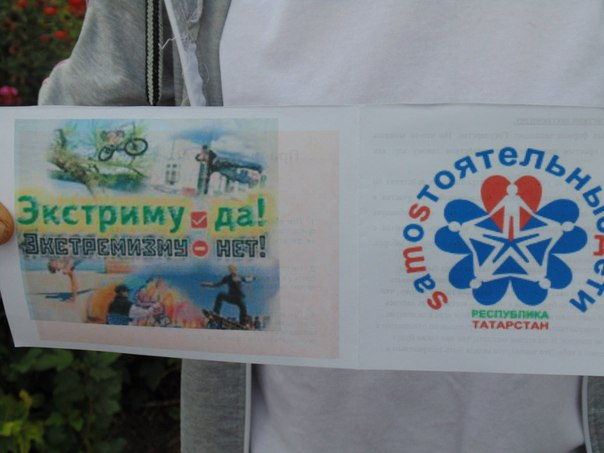 Экстриму да!
Экстремизму нет!
SamoSтоятельные Дети
РЕСПУБЛИКА
ТАТАРСТАН